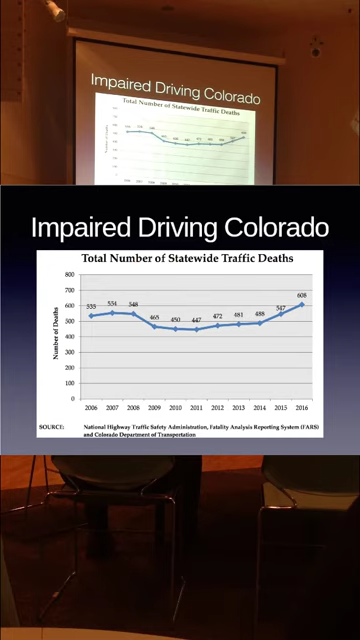 Impaired Driving Colorado
Total Number of Statewide Traffic Deaths
Impaired Driving Colorado
Total Number of Statewide Traffic Deaths
Number of Deaths
800
700
600
500
400
300
200
100
0
535
554
548
465
450
447
472
481
488
547
608
2006 2007 2008 2009 2010 2011 2012 2013 2014 2015 2016
SOURCE: National Highway Traffic Safety Administration, Fatality Analysis Reporting System (FARS)
and Colorado Department of Transportation